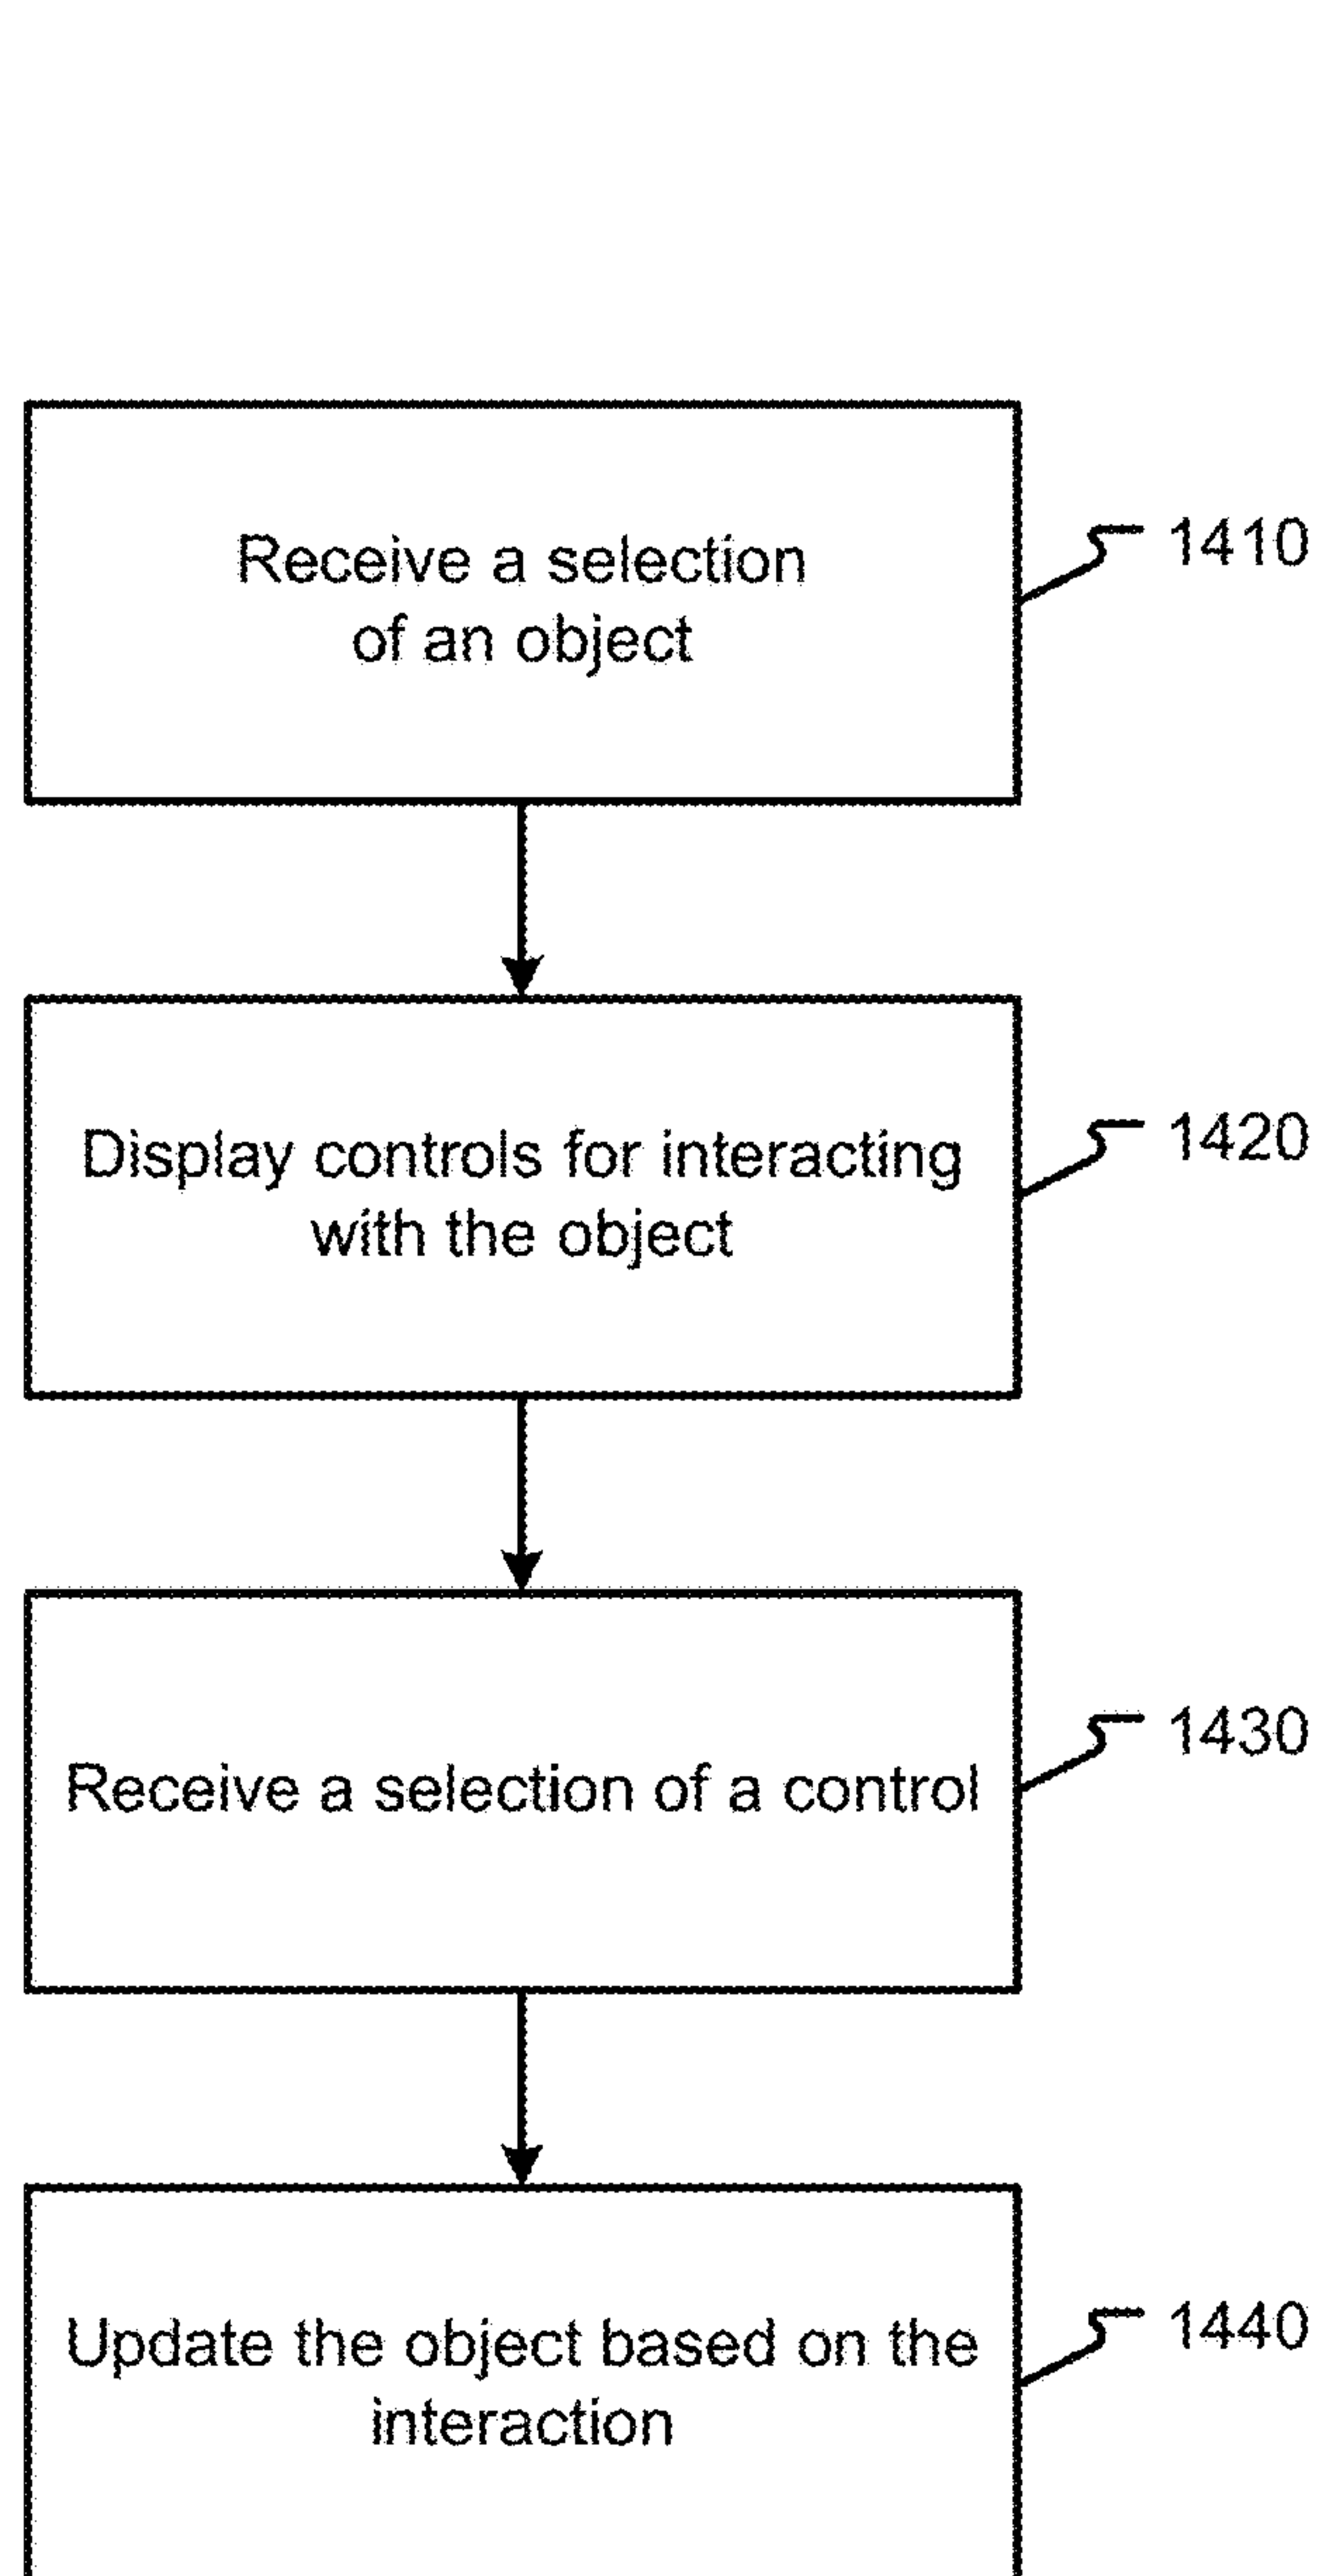 Receive a selection
of an object
1410
Display controls for interacting
with the object
1420
Receive a selection of a control
1430
Update the object based on the
interaction
1440